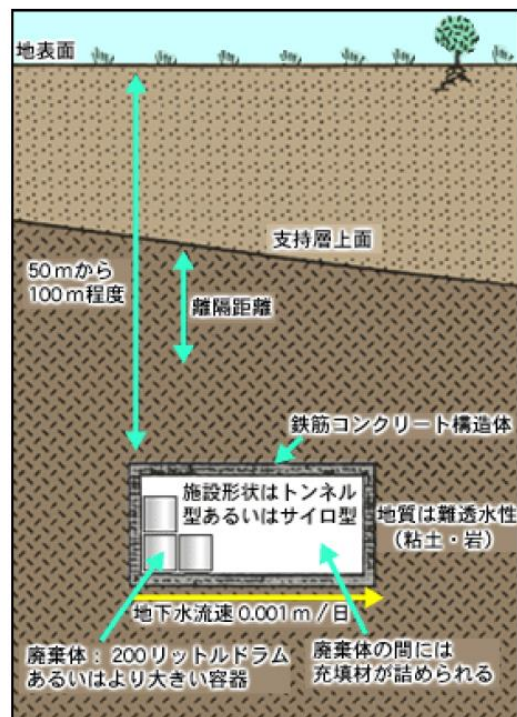 地表面
支持層上面
50mから
100m程度
離隔距離
鉄筋コンクリート構造体
施設形状はトンネル
型あるいはサイロ型
地質は難透水性
(粘土・岩)
地下水流速0.001m/日
廃棄体:200リットルドラム
あるいはより大きい容器
廃棄体の間には
充填材が詰められる